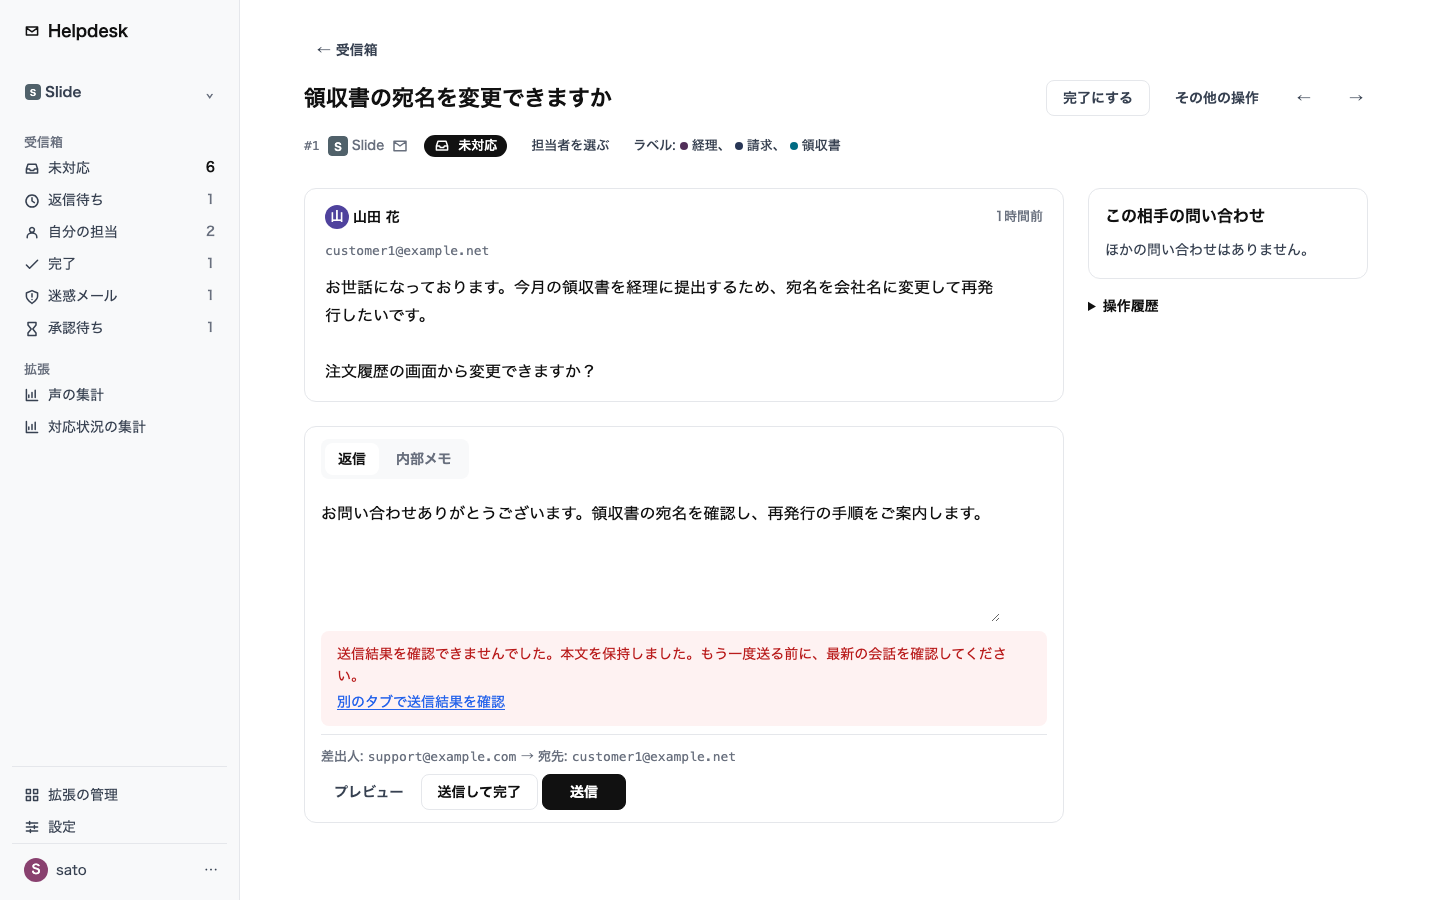 Helpdesk
S Slide
受信箱
未対応 6
返信待ち 1
自分の担当 2
完了 1
迷惑メール 1
承認待ち 1
拡張
声の集計
対応状況の集計
拡張の管理
設定
S sato ···
← 受信箱
領収書の宛名を変更できますか
完了にする その他の操作 ← →
#1 S Slide 未対応 担当者を選ぶ ラベル: 経理、 請求、 領収書
山 山田 花 1時間前
customer1@example.net
お世話になっております。今月の領収書を経理に提出するため、宛名を会社名に変更して再発
行したいです。
注文履歴の画面から変更できますか？
返信 内部メモ
お問い合わせありがとうございます。領収書の宛名を確認し、再発行の手順をご案内します。
送信結果を確認できませんでした。本文を保持しました。もう一度送る前に、最新の会話を確認してくださ
い。
別のタブで送信結果を確認
差出人: support@example.com → 宛先: customer1@example.net
プレビュー 送信して完了 送信
この相手の問い合わせ
ほかの問い合わせはありません。
▶ 操作履歴